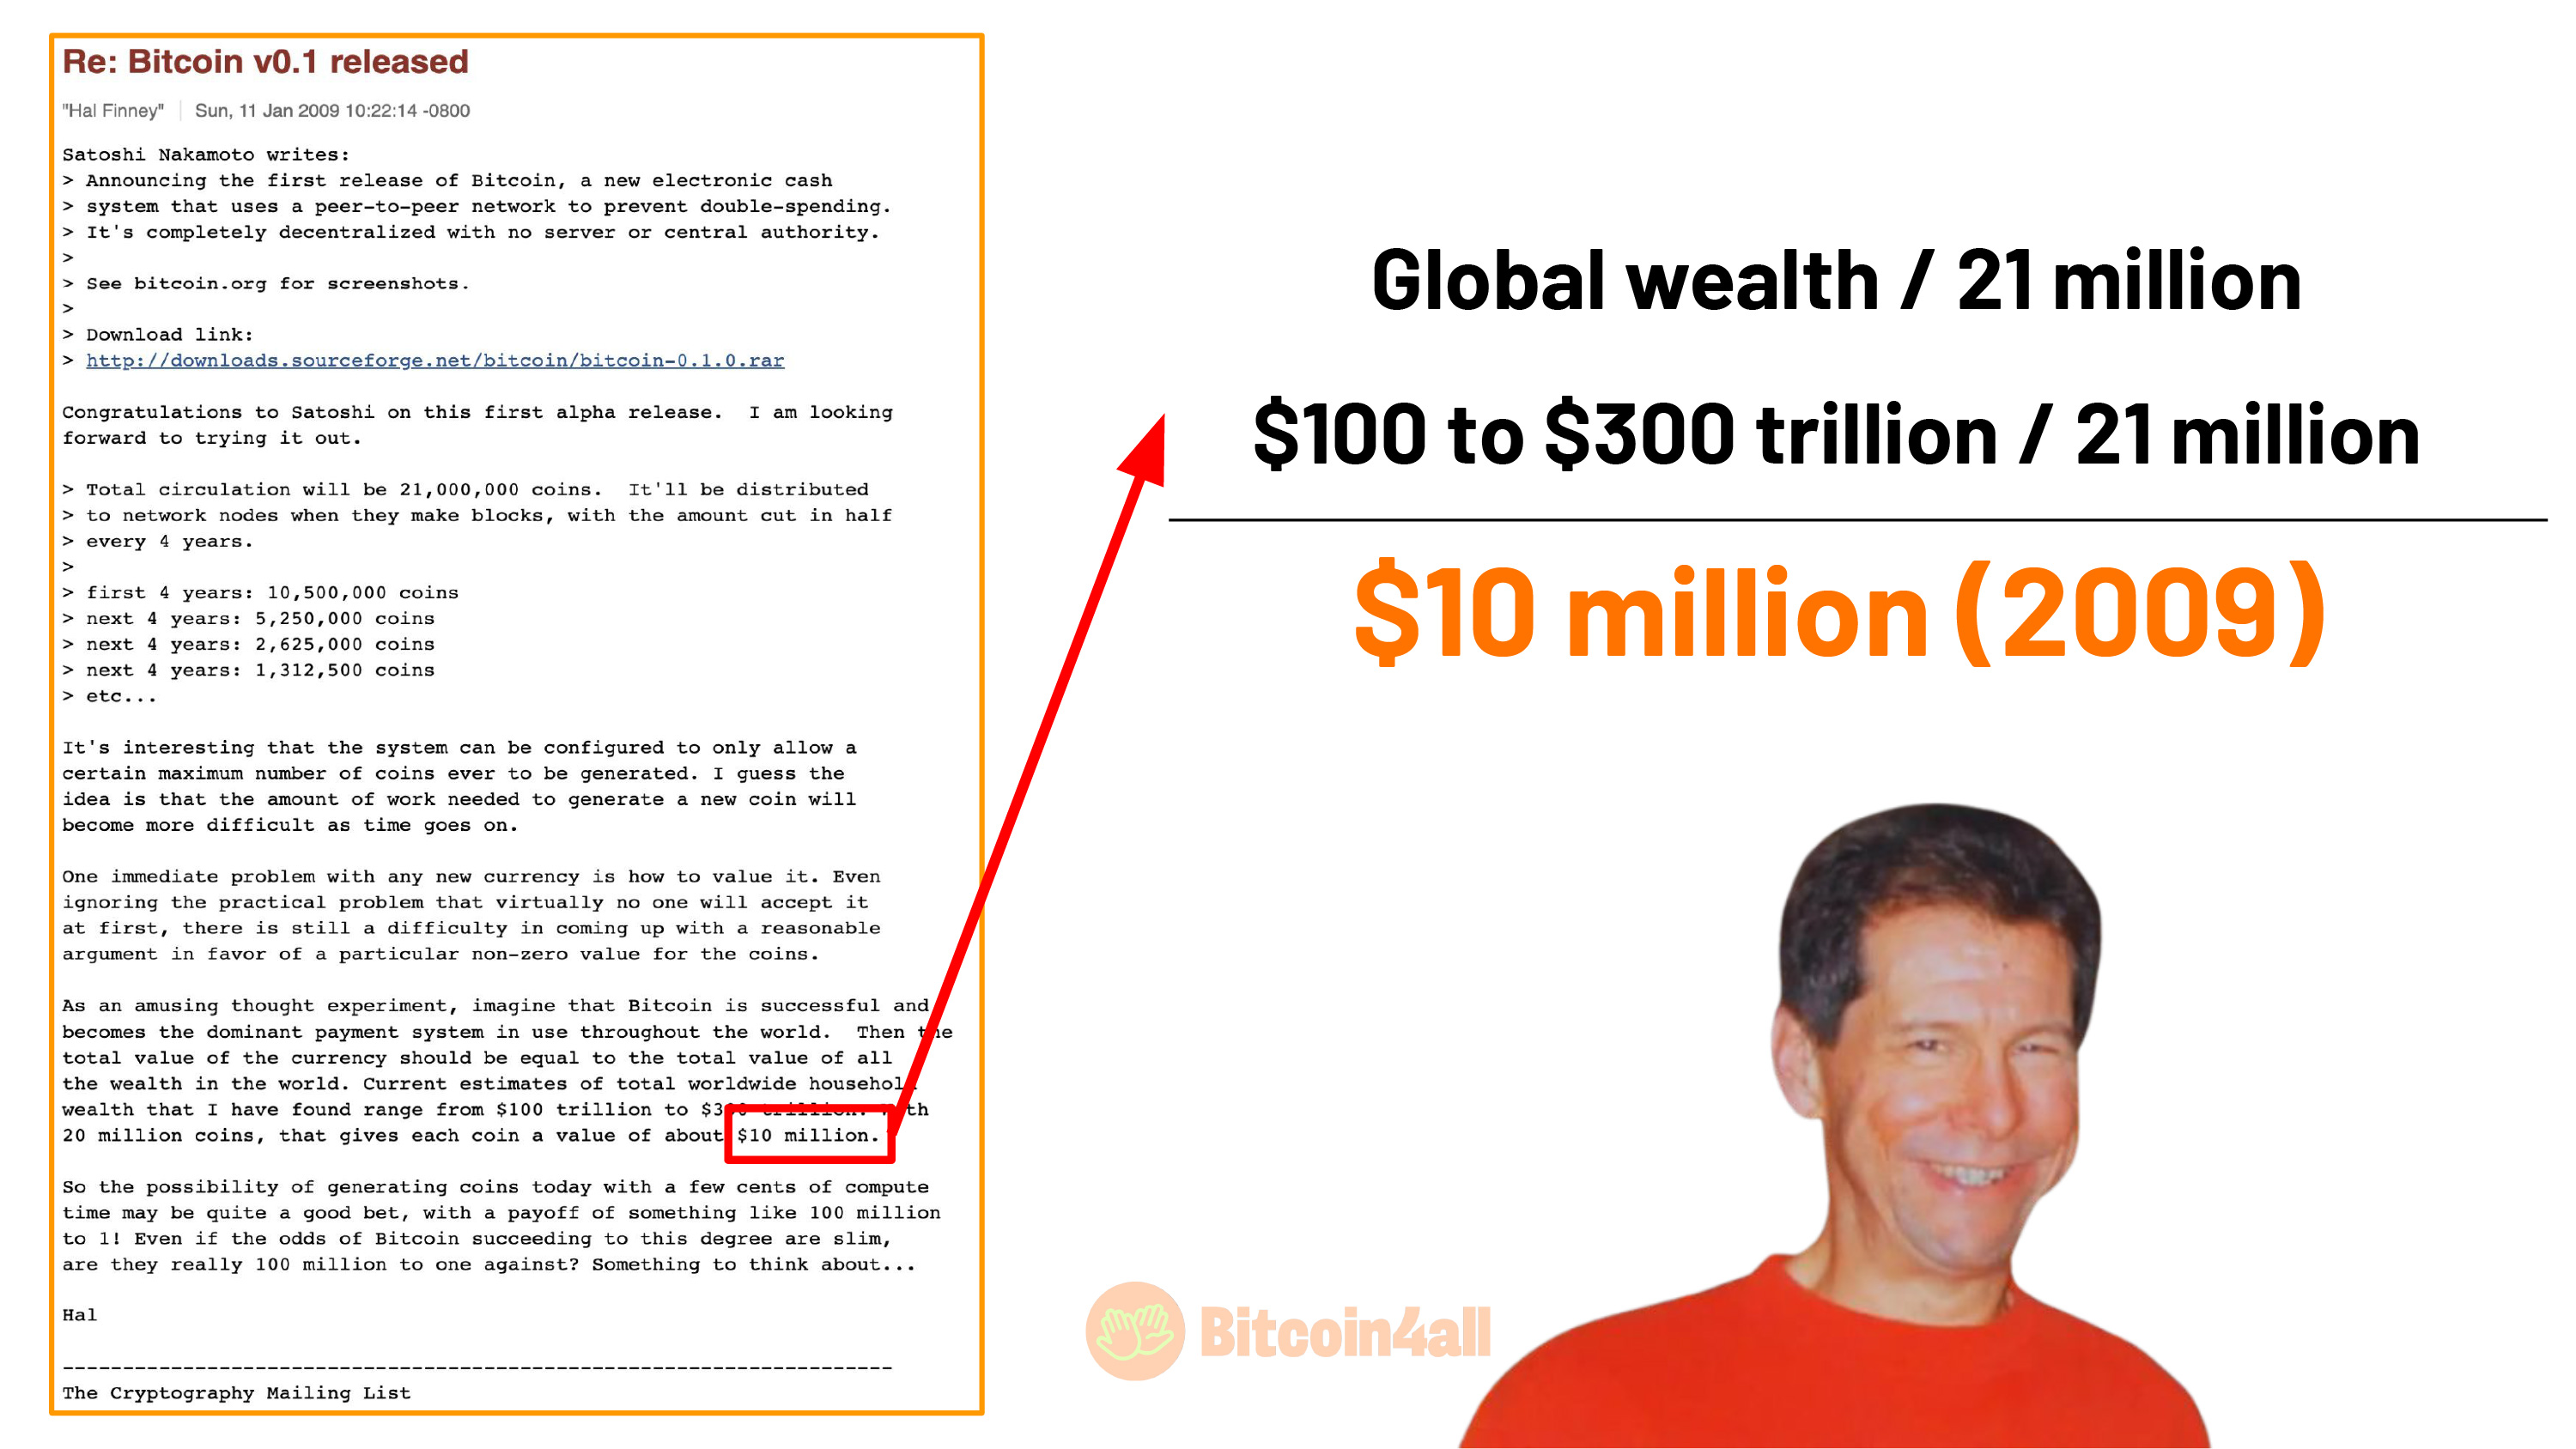 Re: Bitcoin v0.1 released
"Hal Finney" | Sun, 11 Jan 2009 10:22:14 -0800
Satoshi Nakamoto writes:
> Announcing the first release of Bitcoin, a new electronic cash
> system that uses a peer-to-peer network to prevent double-spending.
> It's completely decentralized with no server or central authority.
>
> See bitcoin.org for screenshots.
>
> Download link:
> http://downloads.sourceforge.net/bitcoin/bitcoin-0.1.0.rar
Congratulations to Satoshi on this first alpha release.  I am looking
forward to trying it out.
> Total circulation will be 21,000,000 coins.  It'll be distributed
> to network nodes when they make blocks, with the amount cut in half
> every 4 years.
>
> first 4 years: 10,500,000 coins
> next 4 years: 5,250,000 coins
> next 4 years: 2,625,000 coins
> next 4 years: 1,312,500 coins
> etc...
It's interesting that the system can be configured to only allow a
certain maximum number of coins ever to be generated. I guess the
idea is that the amount of work needed to generate a new coin will
become more difficult as time goes on.
One immediate problem with any new currency is how to value it. Even
ignoring the practical problem that virtually no one will accept it
at first, there is still a difficulty in coming up with a reasonable
argument in favor of a particular non-zero value for the coins.
As an amusing thought experiment, imagine that Bitcoin is successful and
becomes the dominant payment system in use throughout the world.  Then the
total value of the currency should be equal to the total value of all
the wealth in the world. Current estimates of total worldwide household
wealth that I have found range from $100 trillion to $300 trillion. With
20 million coins, that gives each coin a value of about $10 million.
So the possibility of generating coins today with a few cents of compute
time may be quite a good bet, with a payoff of something like 100 million
to 1! Even if the odds of Bitcoin succeeding to this degree are slim,
are they really 100 million to one against? Something to think about...
Hal
---------------------------------------------------------------------
The Cryptography Mailing List
Global wealth / 21 million
$100 to $300 trillion / 21 million
$10 million (2009)
Bitcoin4all